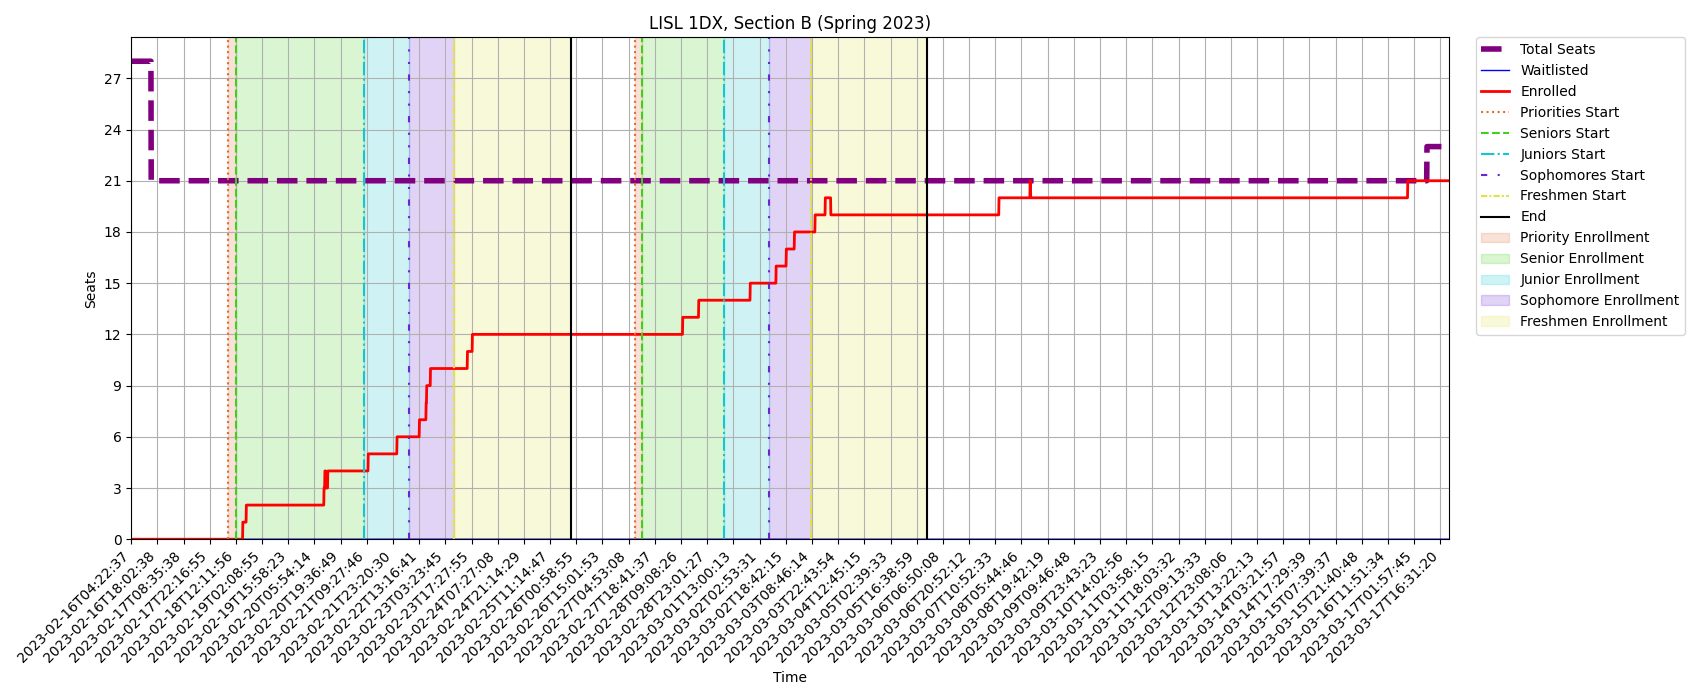 LISL 1DX, Section B (Spring 2023)
Total Seats
Waitlisted
Enrolled
Priorities Start
Seniors Start
Juniors Start
Sophomores Start
Freshmen Start
End
Priority Enrollment
Senior Enrollment
Junior Enrollment
Sophomore Enrollment
Freshmen Enrollment
Seats
27
24
21
18
15
12
9
6
3
0
2023-02-16T04:22:37
2023-02-16T18:02:38
2023-02-17T08:35:38
2023-02-17T22:16:55
2023-02-18T12:11:56
2023-02-19T02:08:55
2023-02-19T15:58:23
2023-02-20T05:54:14
2023-02-20T19:36:49
2023-02-21T09:27:46
2023-02-21T23:20:30
2023-02-22T13:16:41
2023-02-23T03:23:45
2023-02-23T17:27:55
2023-02-24T07:27:08
2023-02-24T21:14:29
2023-02-25T11:14:47
2023-02-26T00:58:55
2023-02-26T15:01:53
2023-02-27T04:53:08
2023-02-27T18:41:37
2023-02-28T09:08:26
2023-02-28T23:01:27
2023-03-01T13:00:13
2023-03-02T02:53:31
2023-03-02T18:42:15
2023-03-03T08:46:14
2023-03-03T22:43:54
2023-03-04T12:45:15
2023-03-05T02:39:33
2023-03-05T16:38:59
2023-03-06T06:50:08
2023-03-06T20:52:12
2023-03-07T10:52:33
2023-03-08T05:44:46
2023-03-08T19:42:19
2023-03-09T09:46:48
2023-03-09T23:43:23
2023-03-10T14:02:56
2023-03-11T03:58:15
2023-03-11T18:03:32
2023-03-12T09:13:33
2023-03-12T23:08:06
2023-03-13T13:22:13
2023-03-14T03:21:57
2023-03-14T17:29:39
2023-03-15T07:39:37
2023-03-15T21:40:48
2023-03-16T11:51:34
2023-03-17T01:57:45
2023-03-17T16:31:20
Time